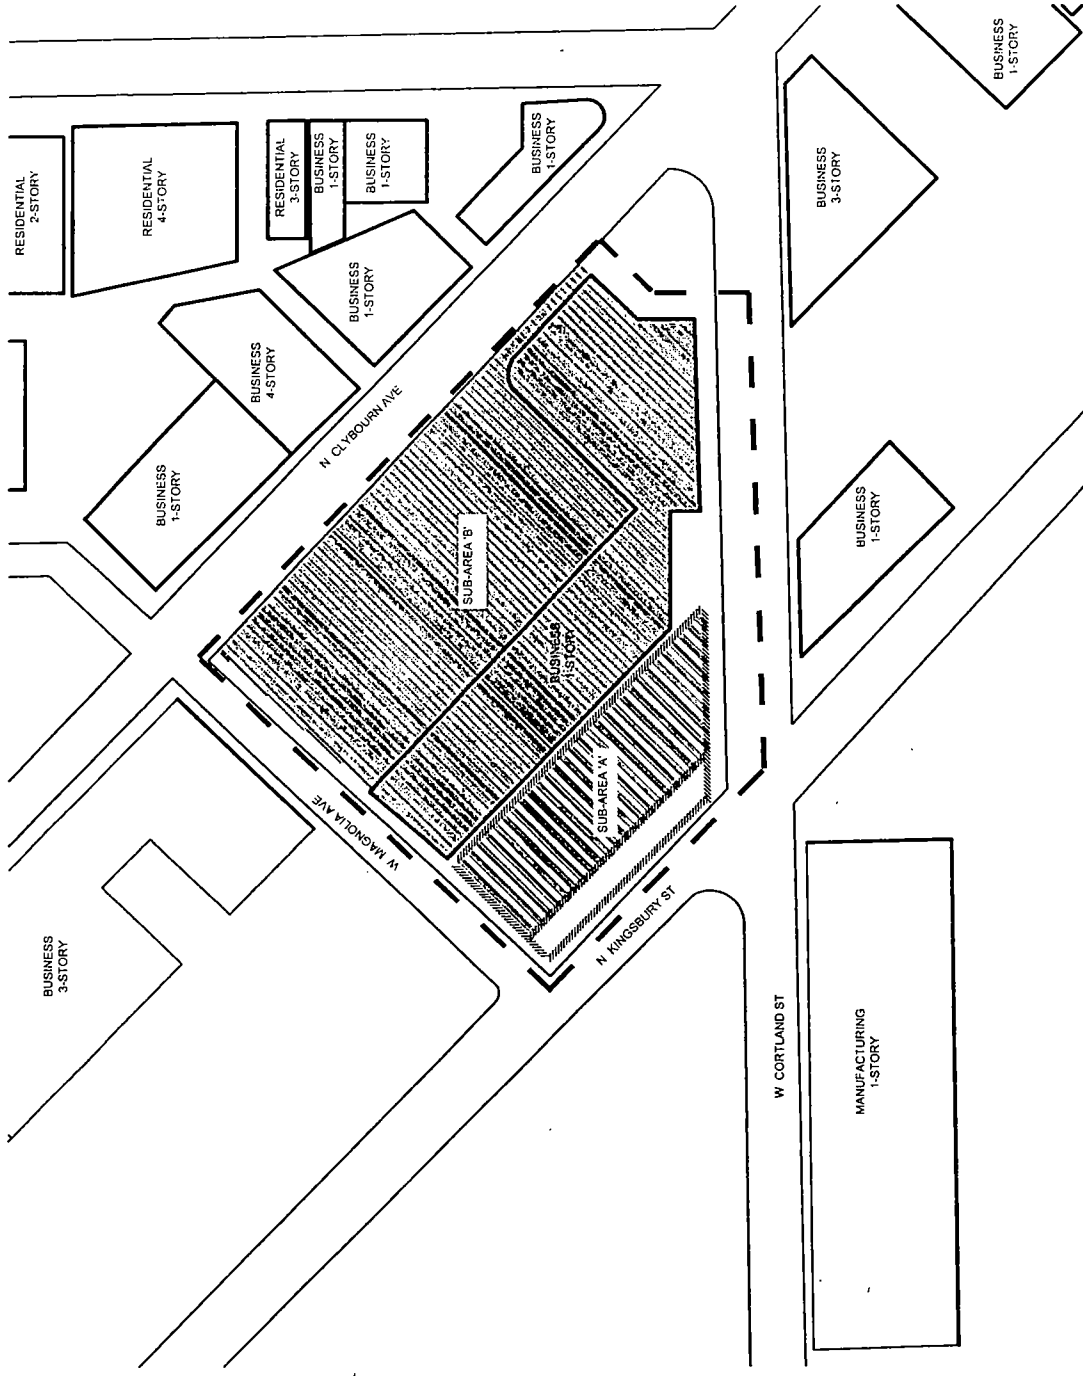 RESIDENTIAL
2-STORY
RESIDENTIAL
4-STORY
RESIDENTIAL
3-STORY
BUSINESS
1-STORY
BUSINESS
1-STORY
BUSINESS
1-STORY
BUSINESS
3-STORY
BUSINESS
1-STORY
BUSINESS
1-STORY
BUSINESS
4-STORY
N CLYBOURN AVE
BUSINESS
1-STORY
SUB-AREA 'B'
BUSINESS
1-STORY
BUSINESS
1-STORY
SUB-AREA 'A'
W MAGNOLIA AVE
N KINGSBURY ST
BUSINESS
3-STORY
W CORTLAND ST
MANUFACTURING
1-STORY